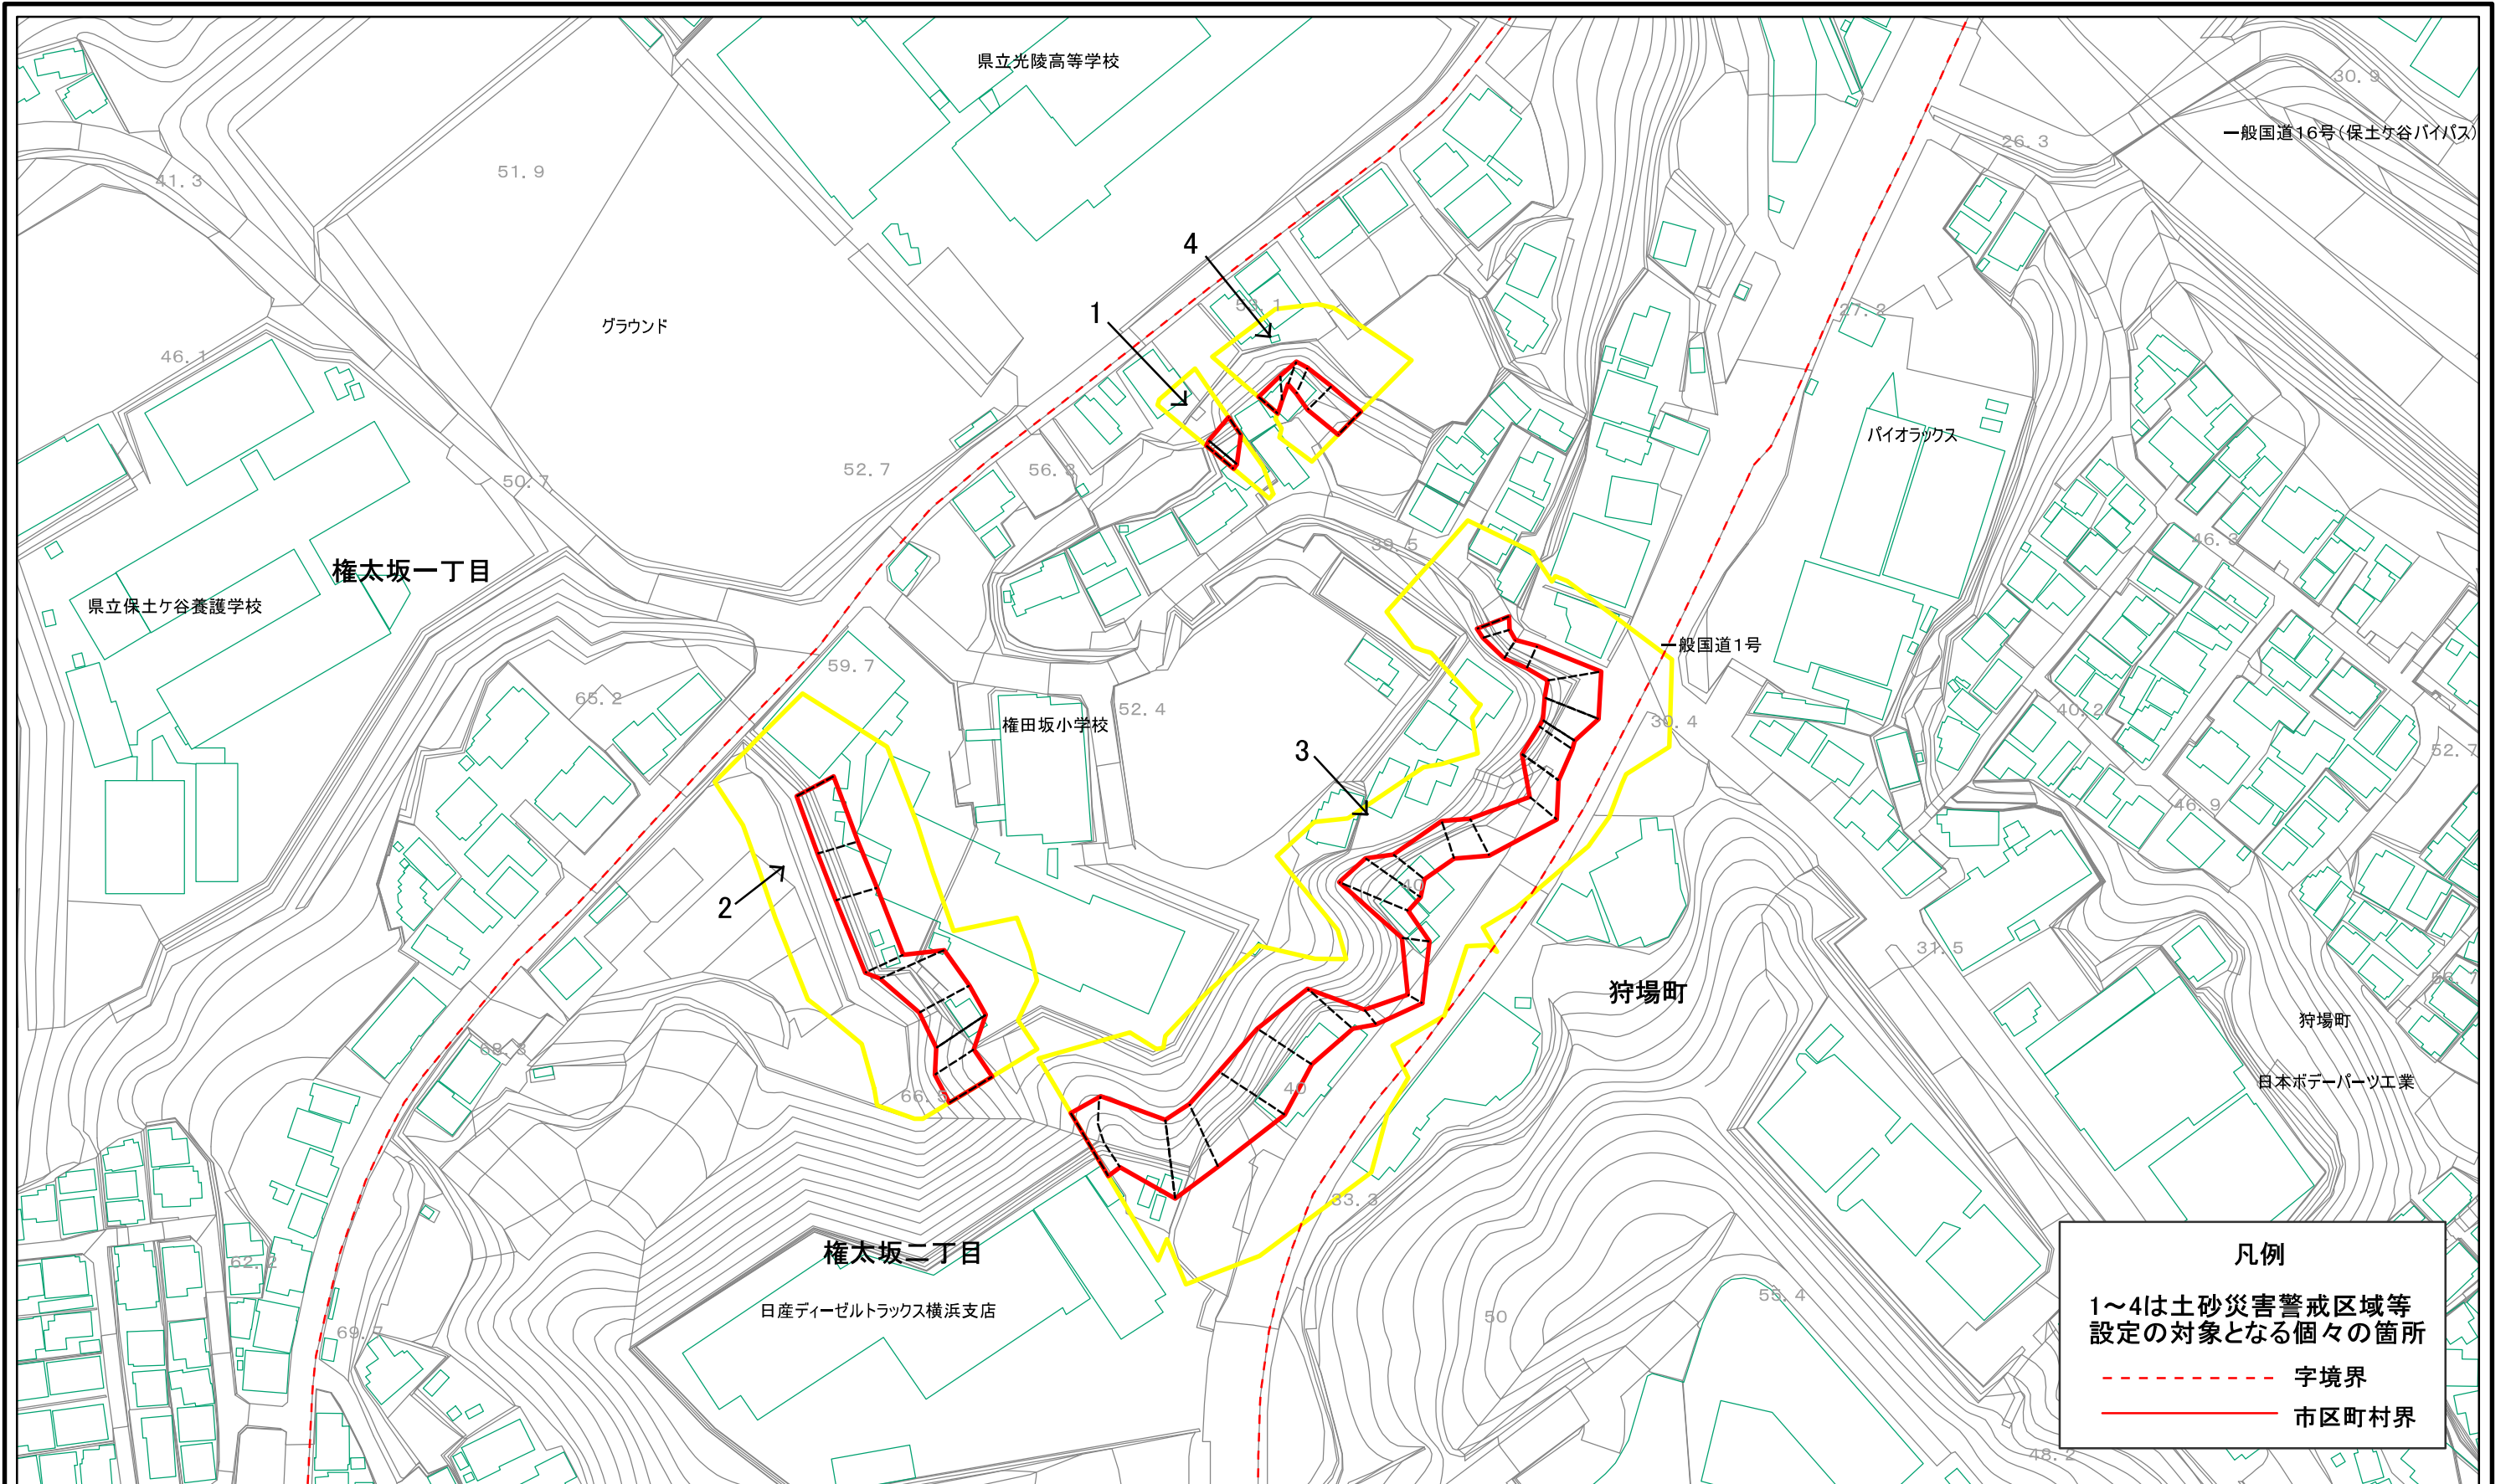 県立光陵高等学校
30.9
一般国道16号(保土ケ谷バイパス)
26.3
51.9
41.3
4
1
53.1
27.2
グラウンド
46.1
パイオラックス
52.7
56.8
50.7
39.5
46.3
権太坂一丁目
県立保土ケ谷養護学校
一般国道1号
59.7
65.2
52.4
権田坂小学校
30.4
40.2
52.7
3
46.9
2
40
31.5
狩場町
狩場町
68.3
66.5
40
日本ボデーパーツ工業
33.3
権太坂二丁目
62.2
55.4
50
日産ディーゼルトラックス横浜支店
69.7
48.2
凡例
1～4は土砂災害警戒区域等
設定の対象となる個々の箇所
字境界
市区町村界